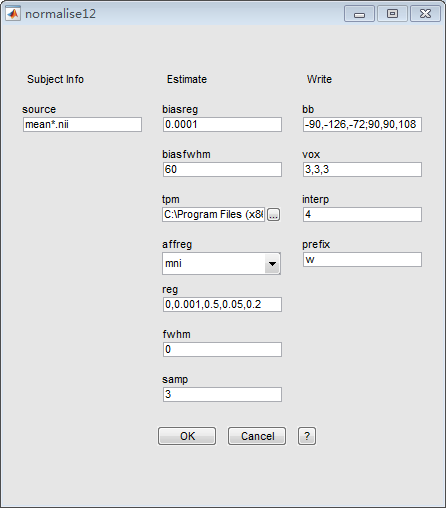 normalise12
Subject Info
Estimate
Write
source
mean*.nii
biasreg
0.0001
biasfwhm
60
tpm
C:\Program Files (x86
...
affreg
mni
reg
0,0.001,0.5,0.05,0.2
fwhm
0
samp
3
bb
-90,-126,-72;90,90,108
vox
3,3,3
interp
4
prefix
w
OK
Cancel
?